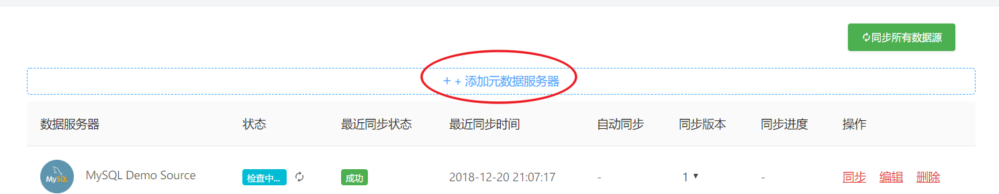 同步所有数据源
+ + 添加元数据服务器
数据服务器 状态 最近同步状态 最近同步时间 自动同步 同步版本 同步进度 操作
MySQL MySQL Demo Source 检查中... 成功 2018-12-20 21:07:17 - 1 - 同步 编辑 删除